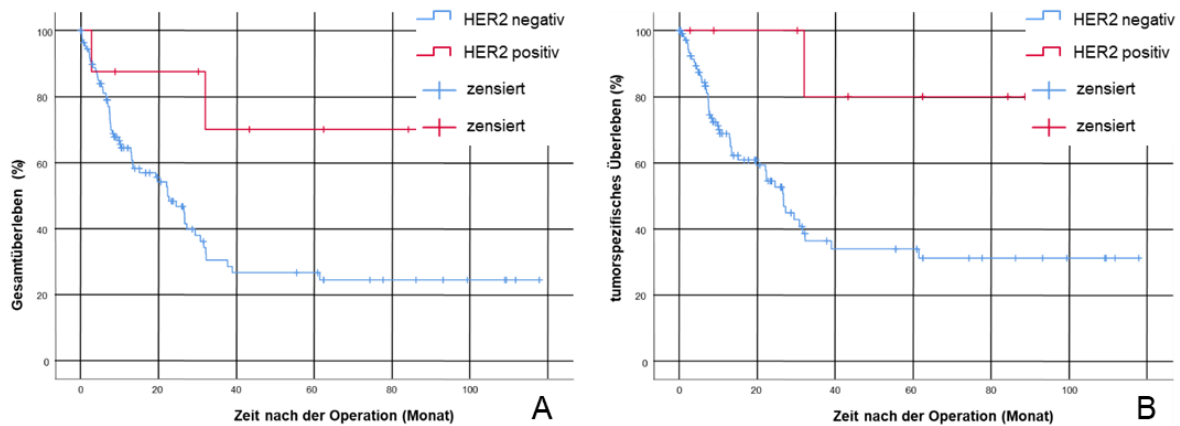 HER2 negativ
HER2 positiv
zensiert
zensiert
Gesamtüberleben (%)
100
80
60
40
20
0
0 20 40 60 80 100
Zeit nach der Operation (Monat)
A
HER2 negativ
HER2 positiv
zensiert
zensiert
tumorspezifisches Überleben (%)
100
80
60
40
20
0
0 20 40 60 80 100
Zeit nach der Operation (Monat)
B